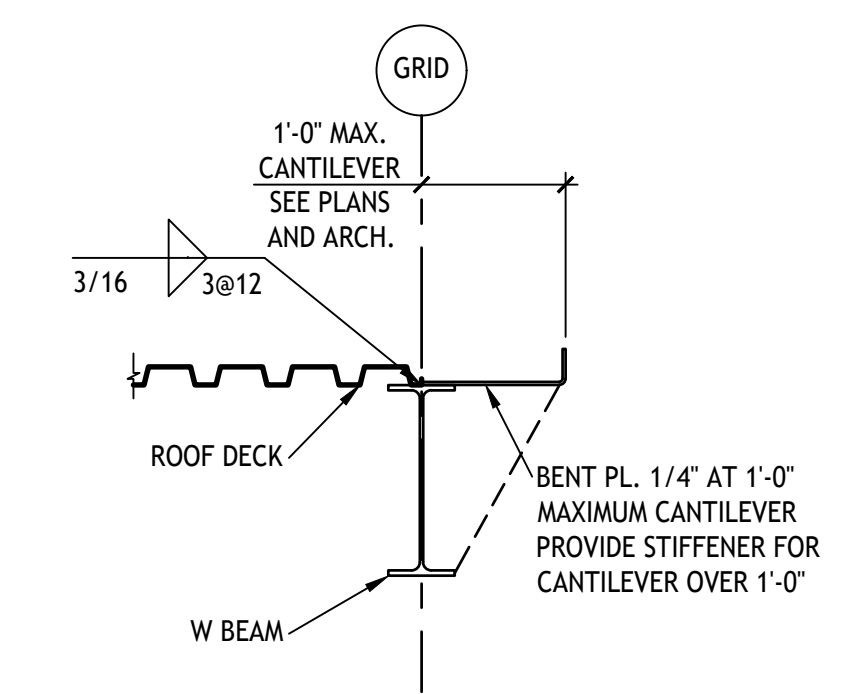 GRID
1'-0" MAX.
CANTILEVER
SEE PLANS
AND ARCH.
3/16
3@12
ROOF DECK
BENT PL. 1/4" AT 1'-0"
MAXIMUM CANTILEVER
PROVIDE STIFFENER FOR
CANTILEVER OVER 1'-0"
W BEAM